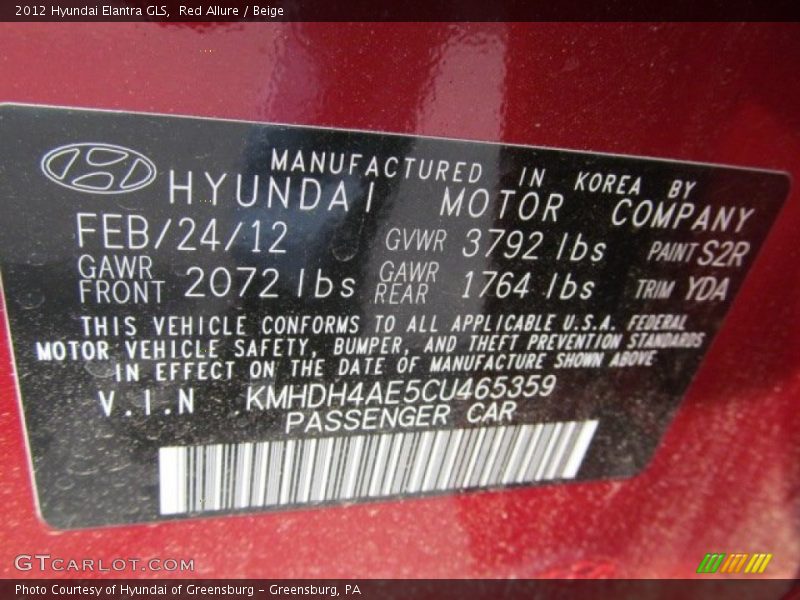 2012 Hyundai Elantra GLS, Red Allure / Beige
MANUFACTURED IN KOREA BY
HYUNDAI MOTOR COMPANY
FEB/24/12 GVWR 3792 lbs PAINT S2R
GAWR FRONT 2072 lbs GAWR REAR 1764 lbs TRIM YDA
THIS VEHICLE CONFORMS TO ALL APPLICABLE U.S.A. FEDERAL
MOTOR VEHICLE SAFETY, BUMPER, AND THEFT PREVENTION STANDARDS
IN EFFECT ON THE DATE OF MANUFACTURE SHOWN ABOVE
V.I.N .KMHDH4AE5CU465359
PASSENGER CAR
GTCARLOT.COM
Photo Courtesy of Hyundai of Greensburg - Greensburg, PA